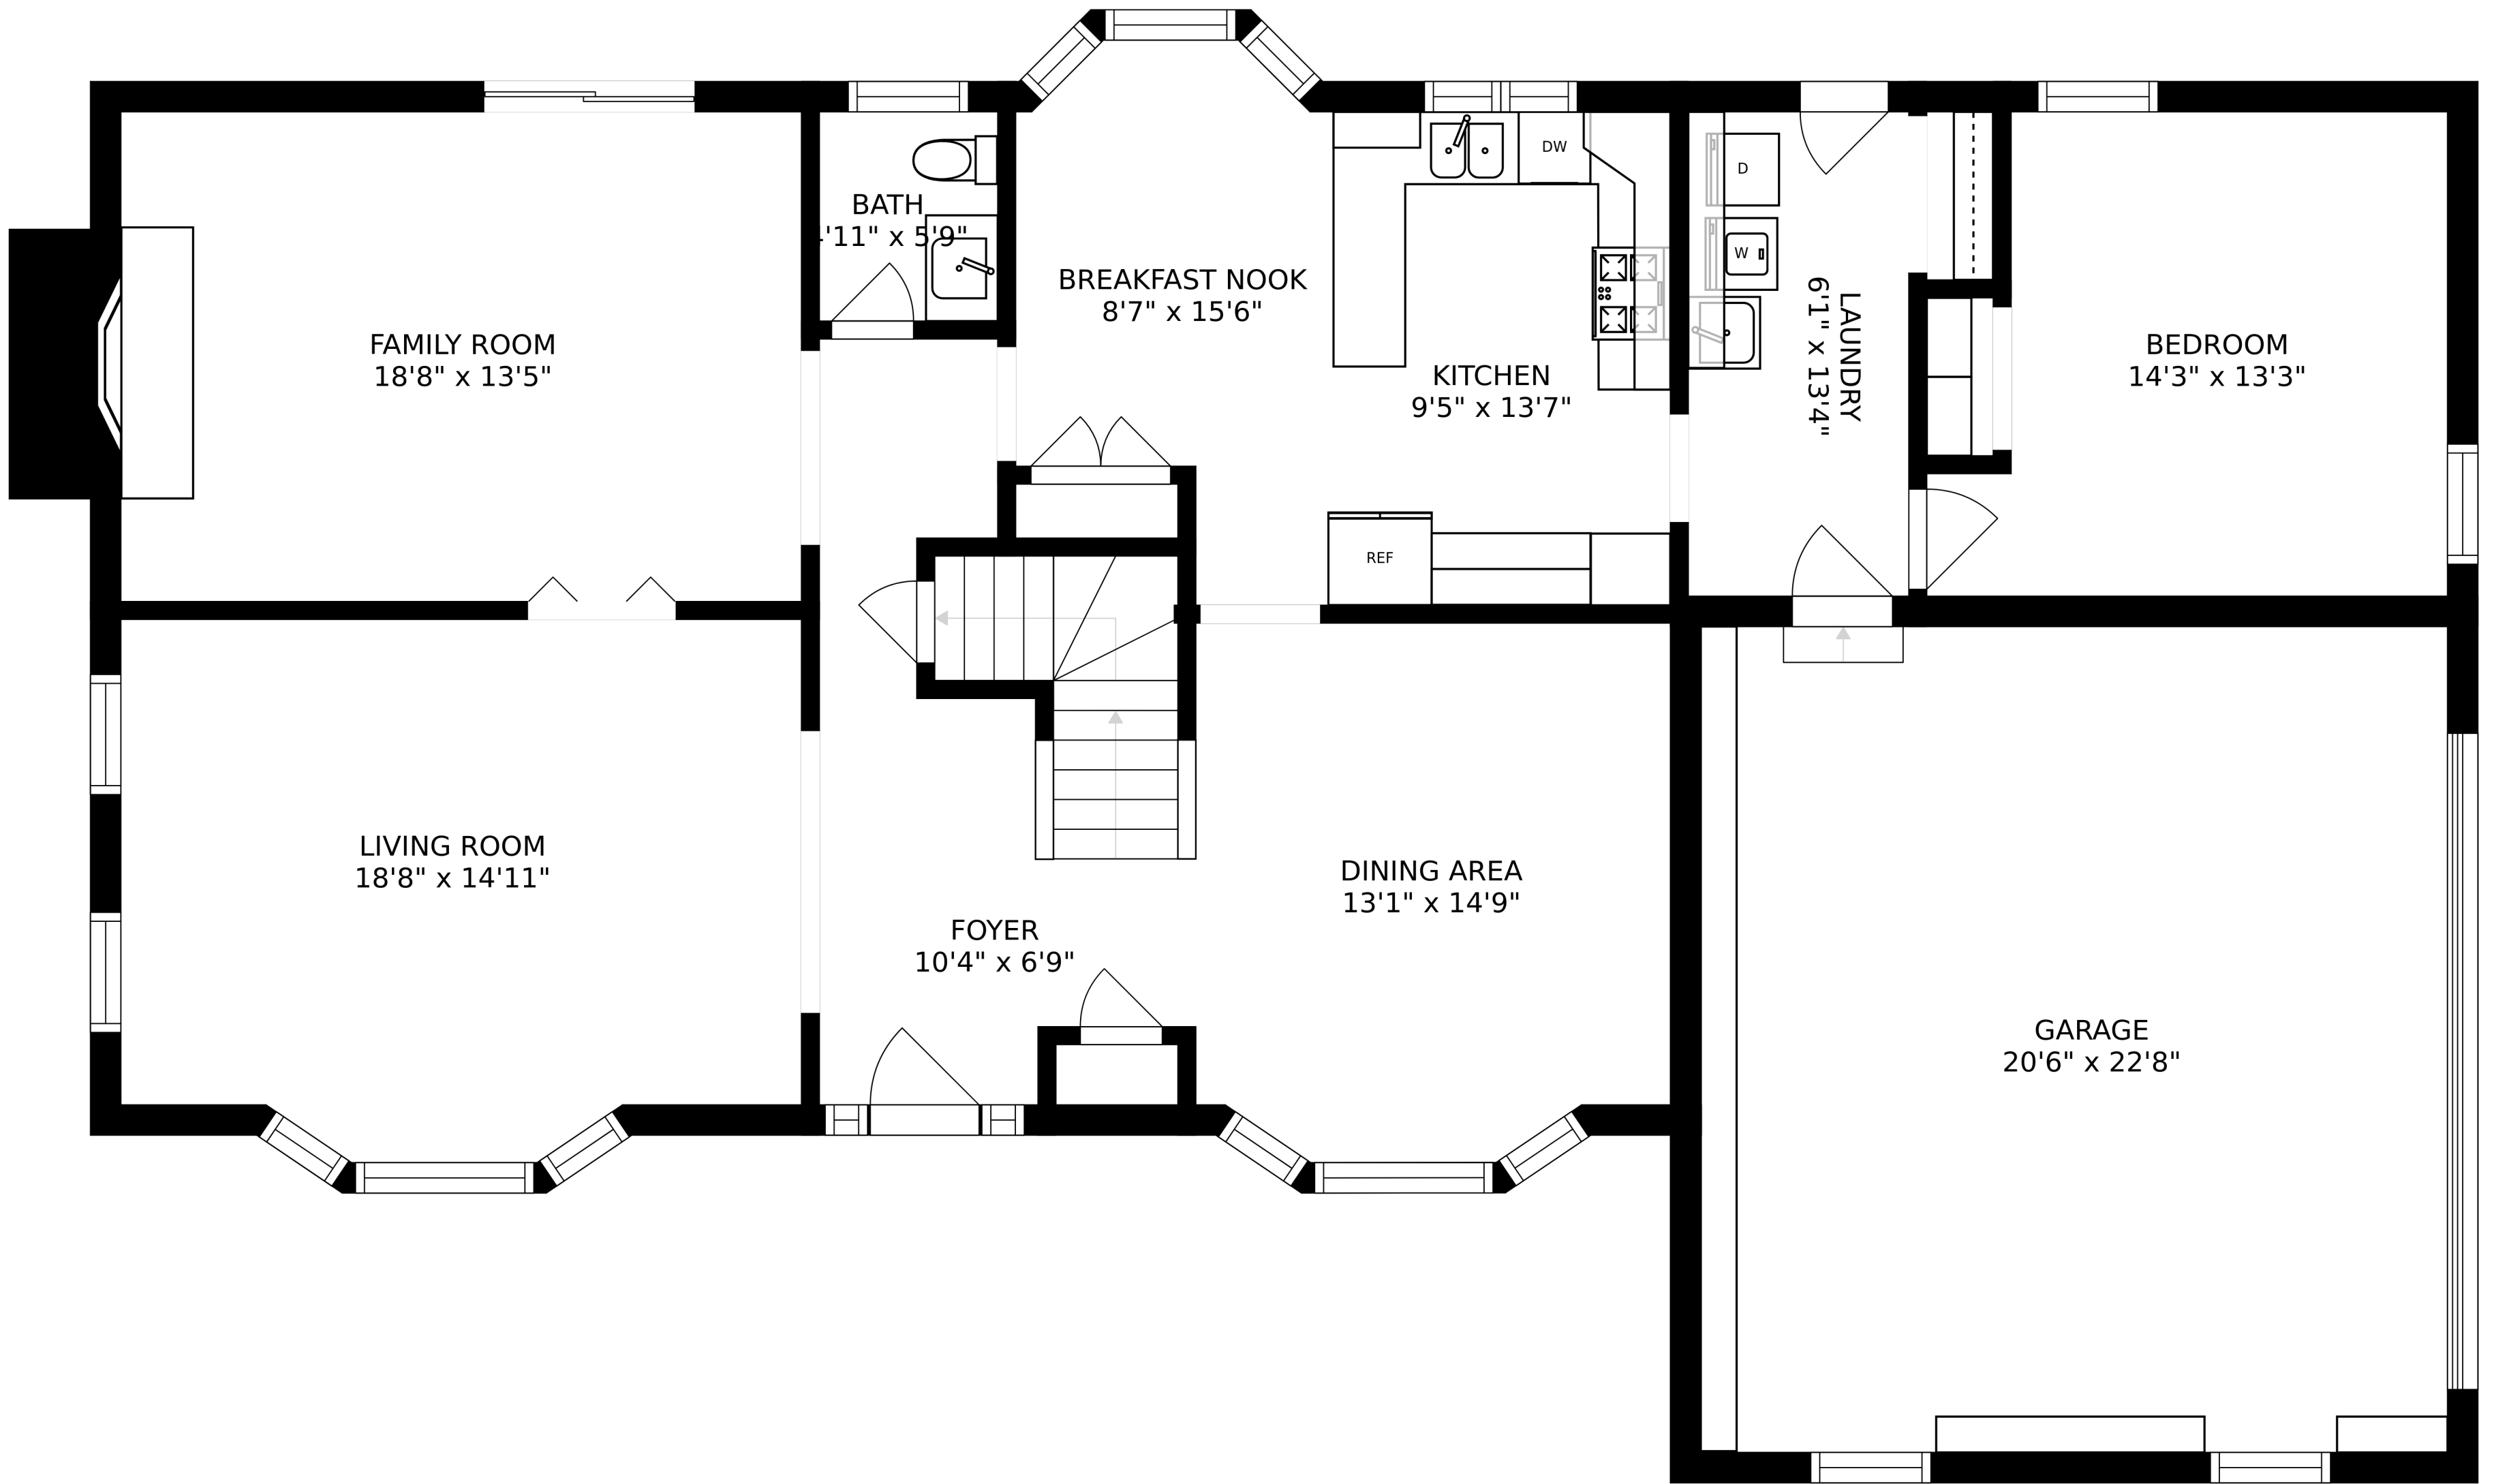 FAMILY ROOM
18'8" x 13'5"
BATH
'11" x 5'9"
BREAKFAST NOOK
8'7" x 15'6"
DW
KITCHEN
9'5" x 13'7"
REF
D
W
LAUNDRY
6'1" x 13'4"
BEDROOM
14'3" x 13'3"
LIVING ROOM
18'8" x 14'11"
FOYER
10'4" x 6'9"
DINING AREA
13'1" x 14'9"
GARAGE
20'6" x 22'8"